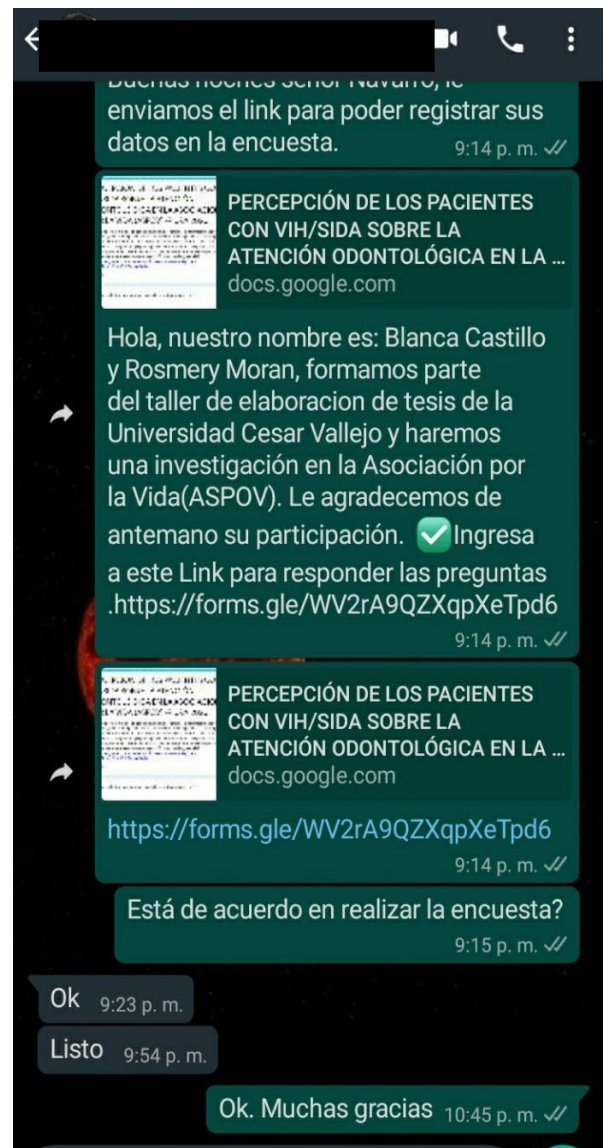 Buenas noches señor Navarro, le
enviamos el link para poder registrar sus
datos en la encuesta.
9:14 p. m.
PERCEPCIÓN DE LOS PACIENTES
CON VIH/SIDA SOBRE LA
ATENCIÓN ODONTOLÓGICA EN LA ...
docs.google.com
Hola, nuestro nombre es: Blanca Castillo
y Rosmery Moran, formamos parte
del taller de elaboracion de tesis de la
Universidad Cesar Vallejo y haremos
una investigación en la Asociación por
la Vida(ASPOV). Le agradecemos de
antemano su participación. ✅Ingresa
a este Link para responder las preguntas
.https://forms.gle/WV2rA9QZXqpXeTpd6
9:14 p. m.
PERCEPCIÓN DE LOS PACIENTES
CON VIH/SIDA SOBRE LA
ATENCIÓN ODONTOLÓGICA EN LA ...
docs.google.com
https://forms.gle/WV2rA9QZXqpXeTpd6
9:14 p. m.
Está de acuerdo en realizar la encuesta?
9:15 p. m.
Ok 9:23 p. m.
Listo 9:54 p. m.
Ok. Muchas gracias 10:45 p. m.